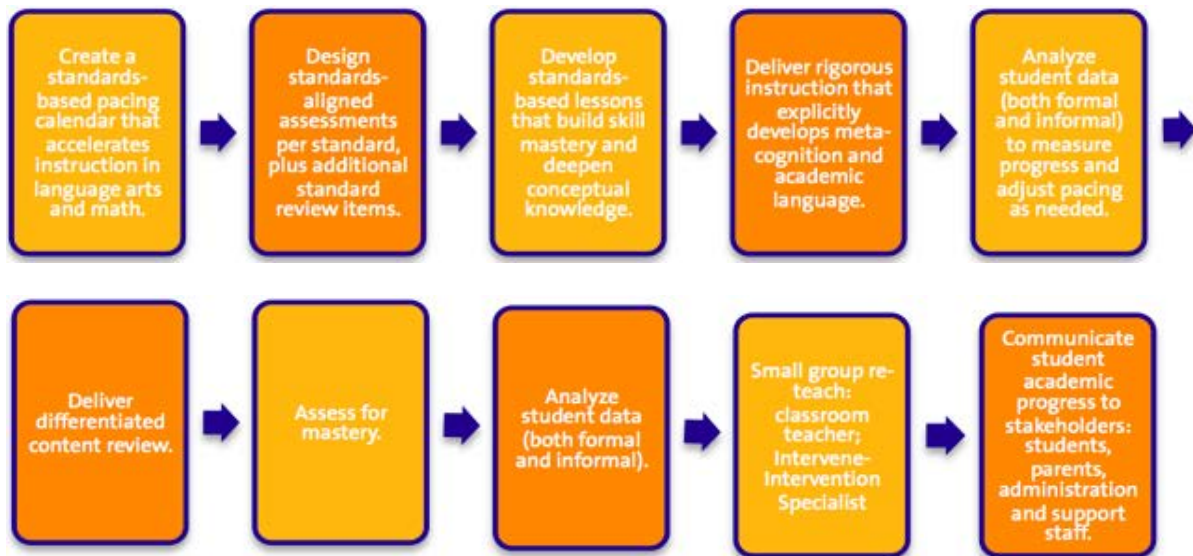 Create a
standards-
based pacing
calendar that
accelerates
instruction in
language arts
and math.
Design
standards-
aligned
assessments
per standard,
plus additional
standard
review items.
Develop
standards-
based lessons
that build skill
mastery and
deepen
conceptual
knowledge.
Deliver rigorous
instruction that
explicitly
develops meta-
cognition and
academic
language.
Analyze
student data
(both formal
and informal)
to measure
progress and
adjust pacing
as needed.
Deliver
differentiated
content review.
Assess for
mastery.
Analyze
student data
(both formal
and informal).
Small group re-
teach:
classroom
teacher;
Intervene-
Intervention
Specialist
Communicate
student
academic
progress to
stakeholders:
students,
parents,
administration
and support
staff.